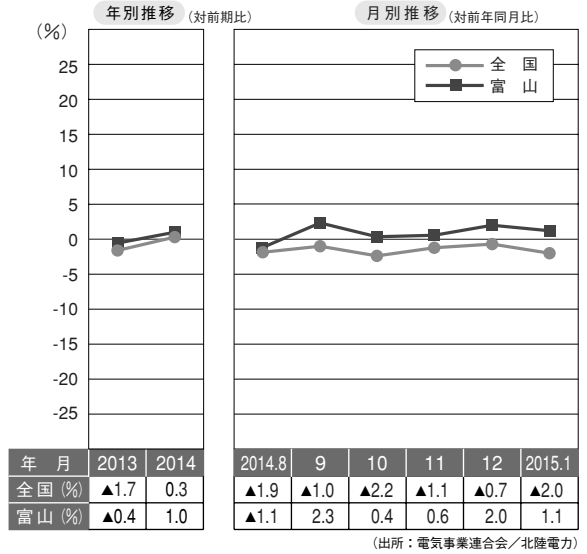 年別推移 (対前期比)
月別推移 (対前年同月比)
(%)
全国
富山
25
20
15
10
5
0
-5
-10
-15
-20
-25
年 月 2013 2014 2014.8 9 10 11 12 2015.1
全国(%) ▲1.7 0.3 ▲1.9 ▲1.0 ▲2.2 ▲1.1 ▲0.7 ▲2.0
富山(%) ▲0.4 1.0 ▲1.1 2.3 0.4 0.6 2.0 1.1
(出所：電気事業連合会／北陸電力)